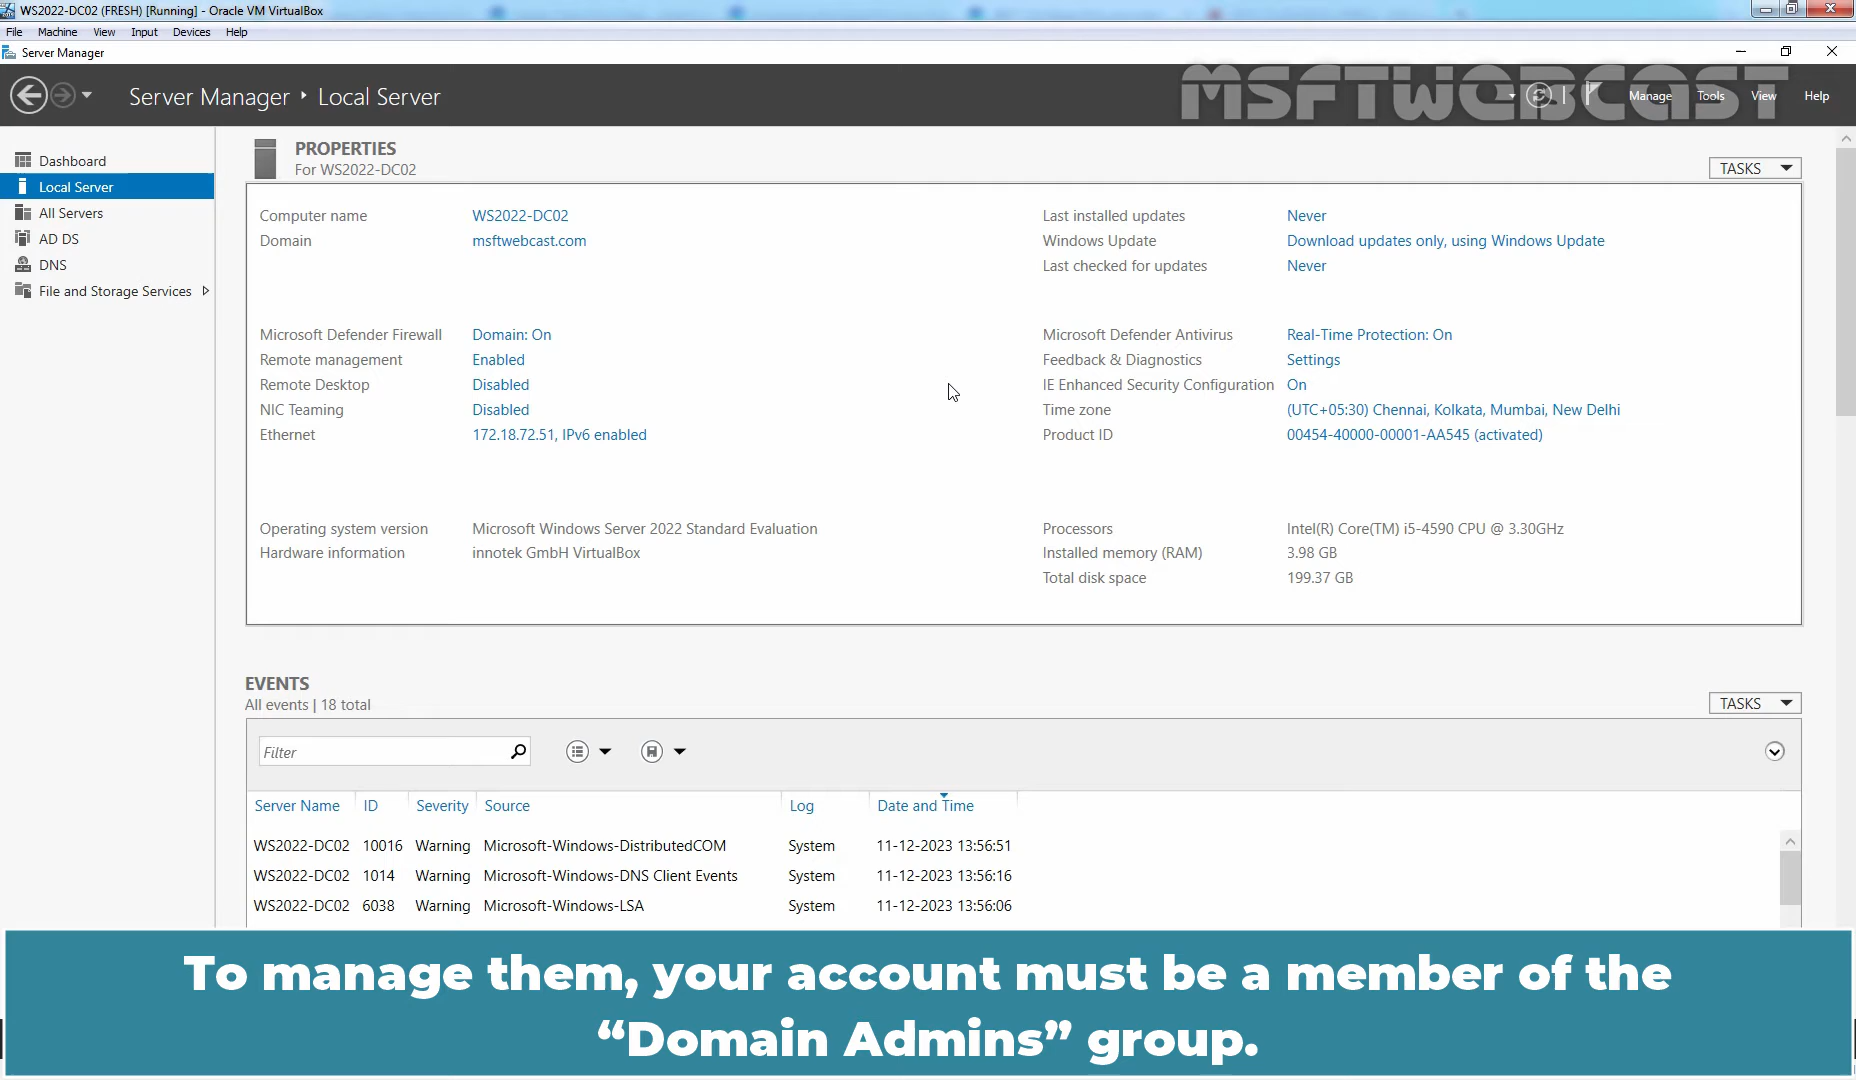 WS2022-DC02 (FRESH) [Running] - Oracle VM VirtualBox
File Machine View Input Devices Help
Server Manager
Server Manager • Local Server
MSFTWEBCAST
Manage Tools View Help
Dashboard
Local Server
All Servers
AD DS
DNS
File and Storage Services
PROPERTIES
For WS2022-DC02
TASKS
Computer name WS2022-DC02 Last installed updates Never
Domain msftwebcast.com Windows Update Download updates only, using Windows Update
Last checked for updates Never
Microsoft Defender Firewall Domain: On Microsoft Defender Antivirus Real-Time Protection: On
Remote management Enabled Feedback & Diagnostics Settings
Remote Desktop Disabled IE Enhanced Security Configuration On
NIC Teaming Disabled Time zone (UTC+05:30) Chennai, Kolkata, Mumbai, New Delhi
Ethernet 172.18.72.51, IPv6 enabled Product ID 00454-40000-00001-AA545 (activated)
Operating system version Microsoft Windows Server 2022 Standard Evaluation Processors Intel(R) Core(TM) i5-4590 CPU @ 3.30GHz
Hardware information innotek GmbH VirtualBox Installed memory (RAM) 3.98 GB
Total disk space 199.37 GB
EVENTS
All events | 18 total
TASKS
Filter
Server Name ID Severity Source Log Date and Time
WS2022-DC02 10016 Warning Microsoft-Windows-DistributedCOM System 11-12-2023 13:56:51
WS2022-DC02 1014 Warning Microsoft-Windows-DNS Client Events System 11-12-2023 13:56:16
WS2022-DC02 6038 Warning Microsoft-Windows-LSA System 11-12-2023 13:56:06
To manage them, your account must be a member of the
“Domain Admins” group.